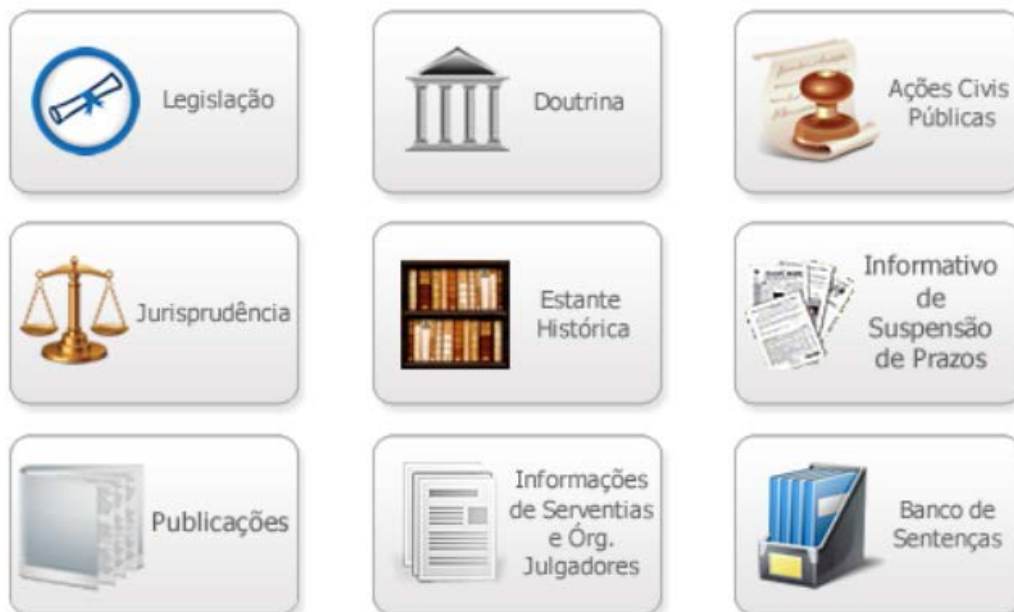 Legislação
Doutrina
Ações Civis
Públicas
Jurisprudência
Estante
Histórica
Informativo
de
Suspensão
de Prazos
Publicações
Informações
de Serventias
e Órg.
Julgadores
Banco de
Sentenças